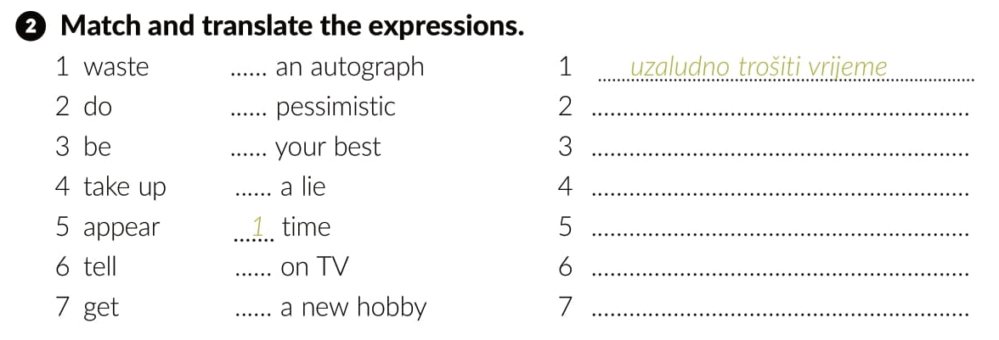 2 Match and translate the expressions.
1 waste ...... an autograph 1 ......uzaludno trošiti vrijeme......
2 do ...... pessimistic 2 ......
3 be ...... your best 3 ......
4 take up ...... a lie 4 ......
5 appear ..1.. time 5 ......
6 tell ...... on TV 6 ......
7 get ...... a new hobby 7 ......